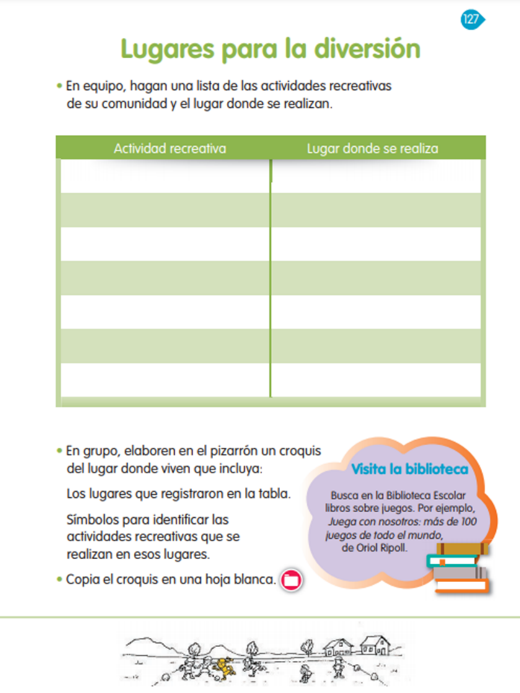 127
Lugares para la diversión
• En equipo, hagan una lista de las actividades recreativas
de su comunidad y el lugar donde se realizan.
Actividad recreativa
Lugar donde se realiza
• En grupo, elaboren en el pizarrón un croquis
del lugar donde viven que incluya:
Los lugares que registraron en la tabla.
Símbolos para identificar las
actividades recreativas que se
realizan en esos lugares.
• Copia el croquis en una hoja blanca.
Visita la biblioteca
Busca en la Biblioteca Escolar
libros sobre juegos. Por ejemplo,
Juega con nosotros: más de 100
juegos de todo el mundo,
de Oriol Ripoll.